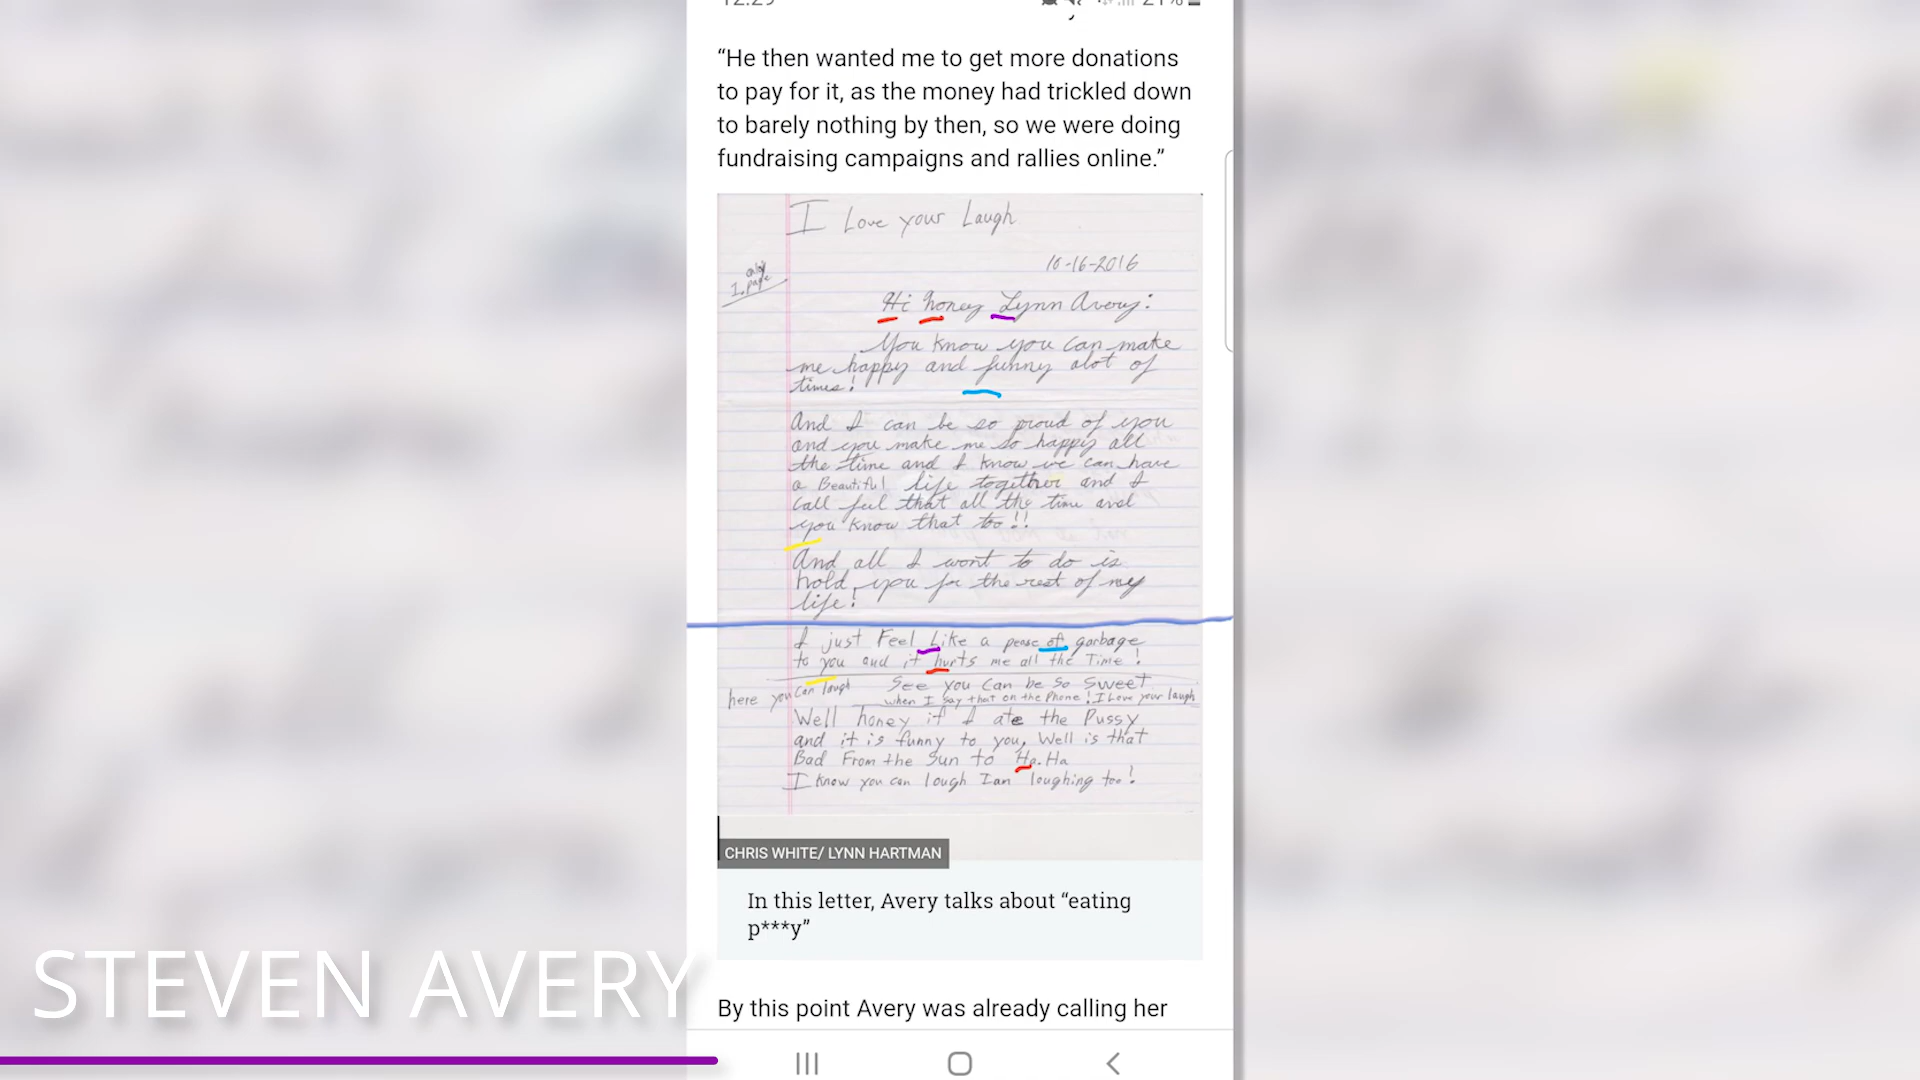 12:29
21%
“He then wanted me to get more donations
to pay for it, as the money had trickled down
to barely nothing by then, so we were doing
fundraising campaigns and rallies online.”
I Love your Laugh
10-16-2016
only
1. page
Hi honey Lynn Avery:
You know you can make
me happy and funny alot of
times!
And I can be so proud of you
and you make me so happy all
the time and I know we can have
a Beautiful life together and I
call feel that all the time and
you know that too!!
And all I wont to do is
hold you for the rest of my
life!
I just Feel Like a pease of garbage
to you and it hurts me all the Time!
here you can laugh See you Can be So Sweet
when I Say that on the Phone! I Love your laugh
Well honey if I ate the Pussy
and it is funny to you, Well is that
Bad From the Sun to Ha.Ha
I Know you can lough Iam loughing too!
CHRIS WHITE/ LYNN HARTMAN
In this letter, Avery talks about “eating
p***y”
By this point Avery was already calling her
STEVEN AVERY